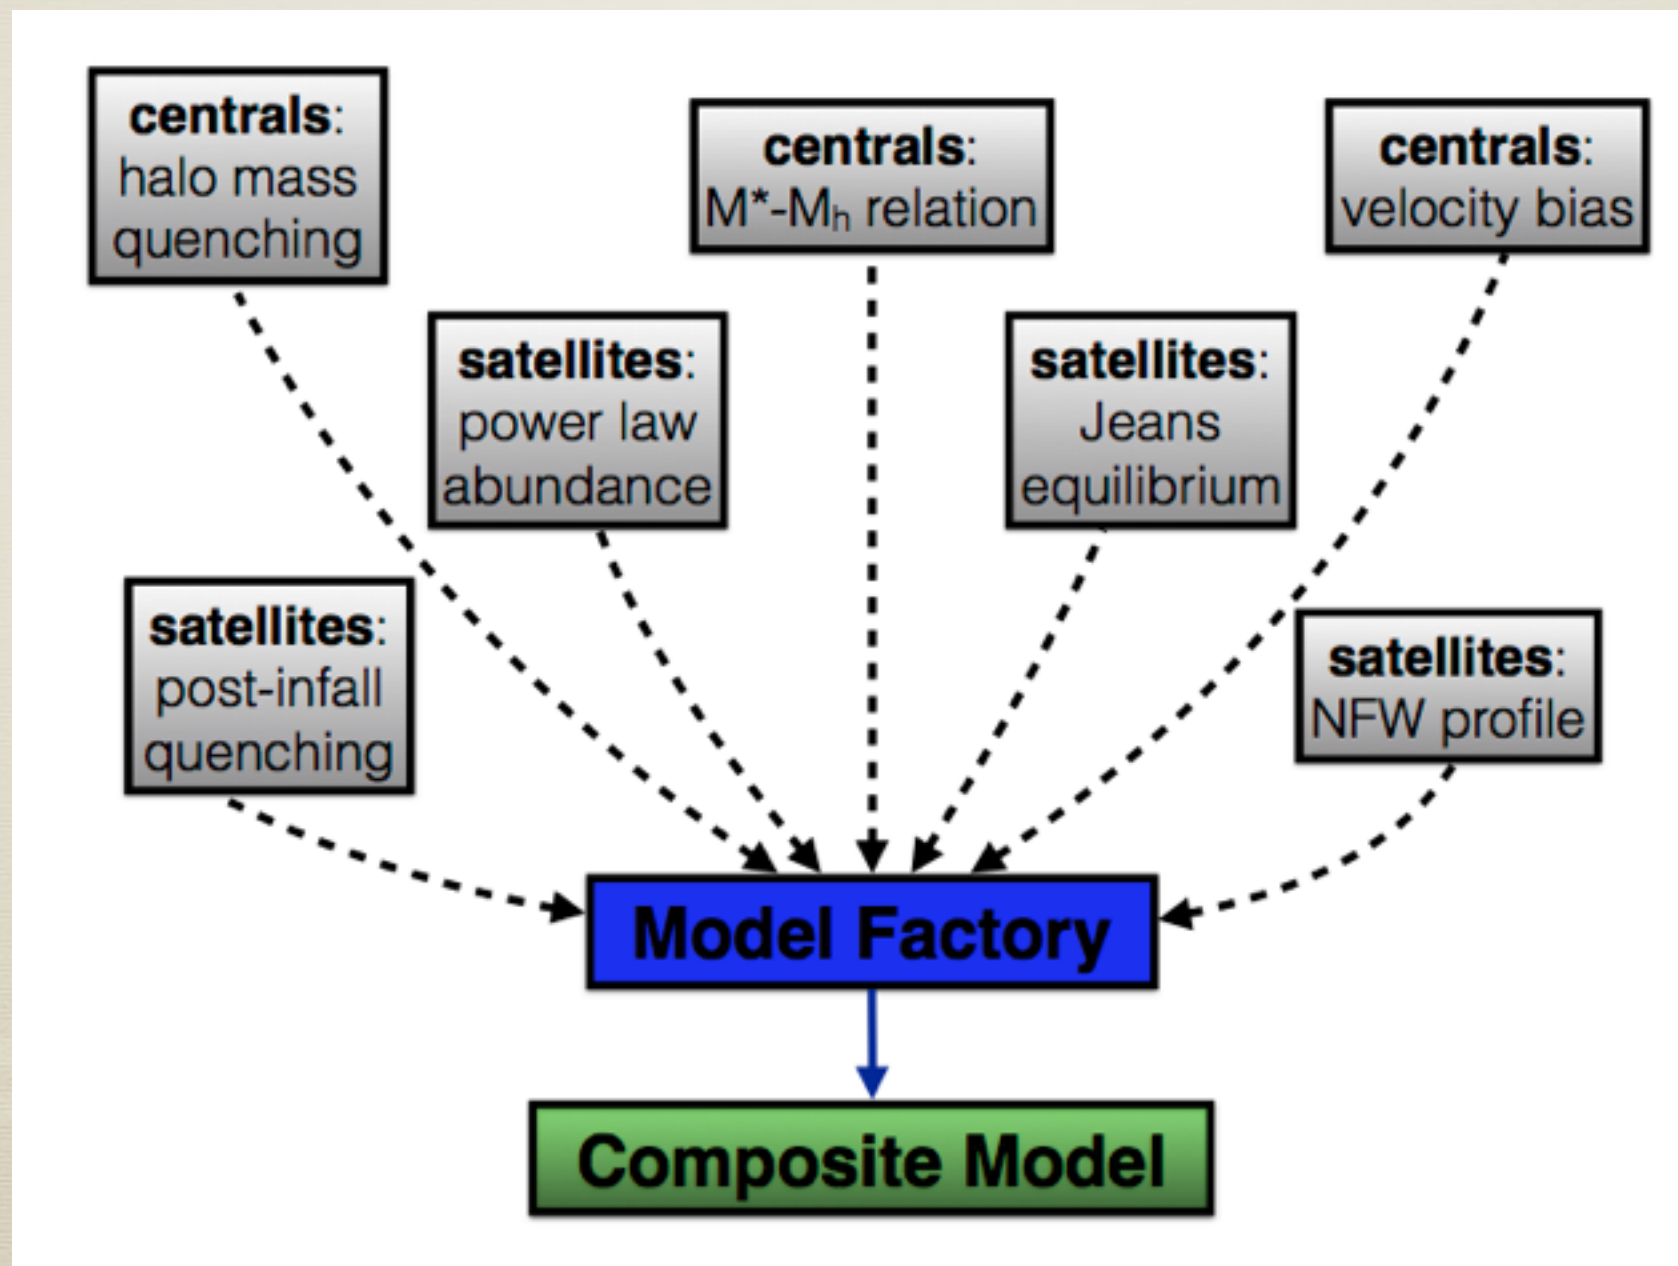 centrals:
halo mass
quenching
centrals:
M*-Mh relation
centrals:
velocity bias
satellites:
power law
abundance
satellites:
Jeans
equilibrium
satellites:
post-infall
quenching
satellites:
NFW profile
Model Factory
Composite Model